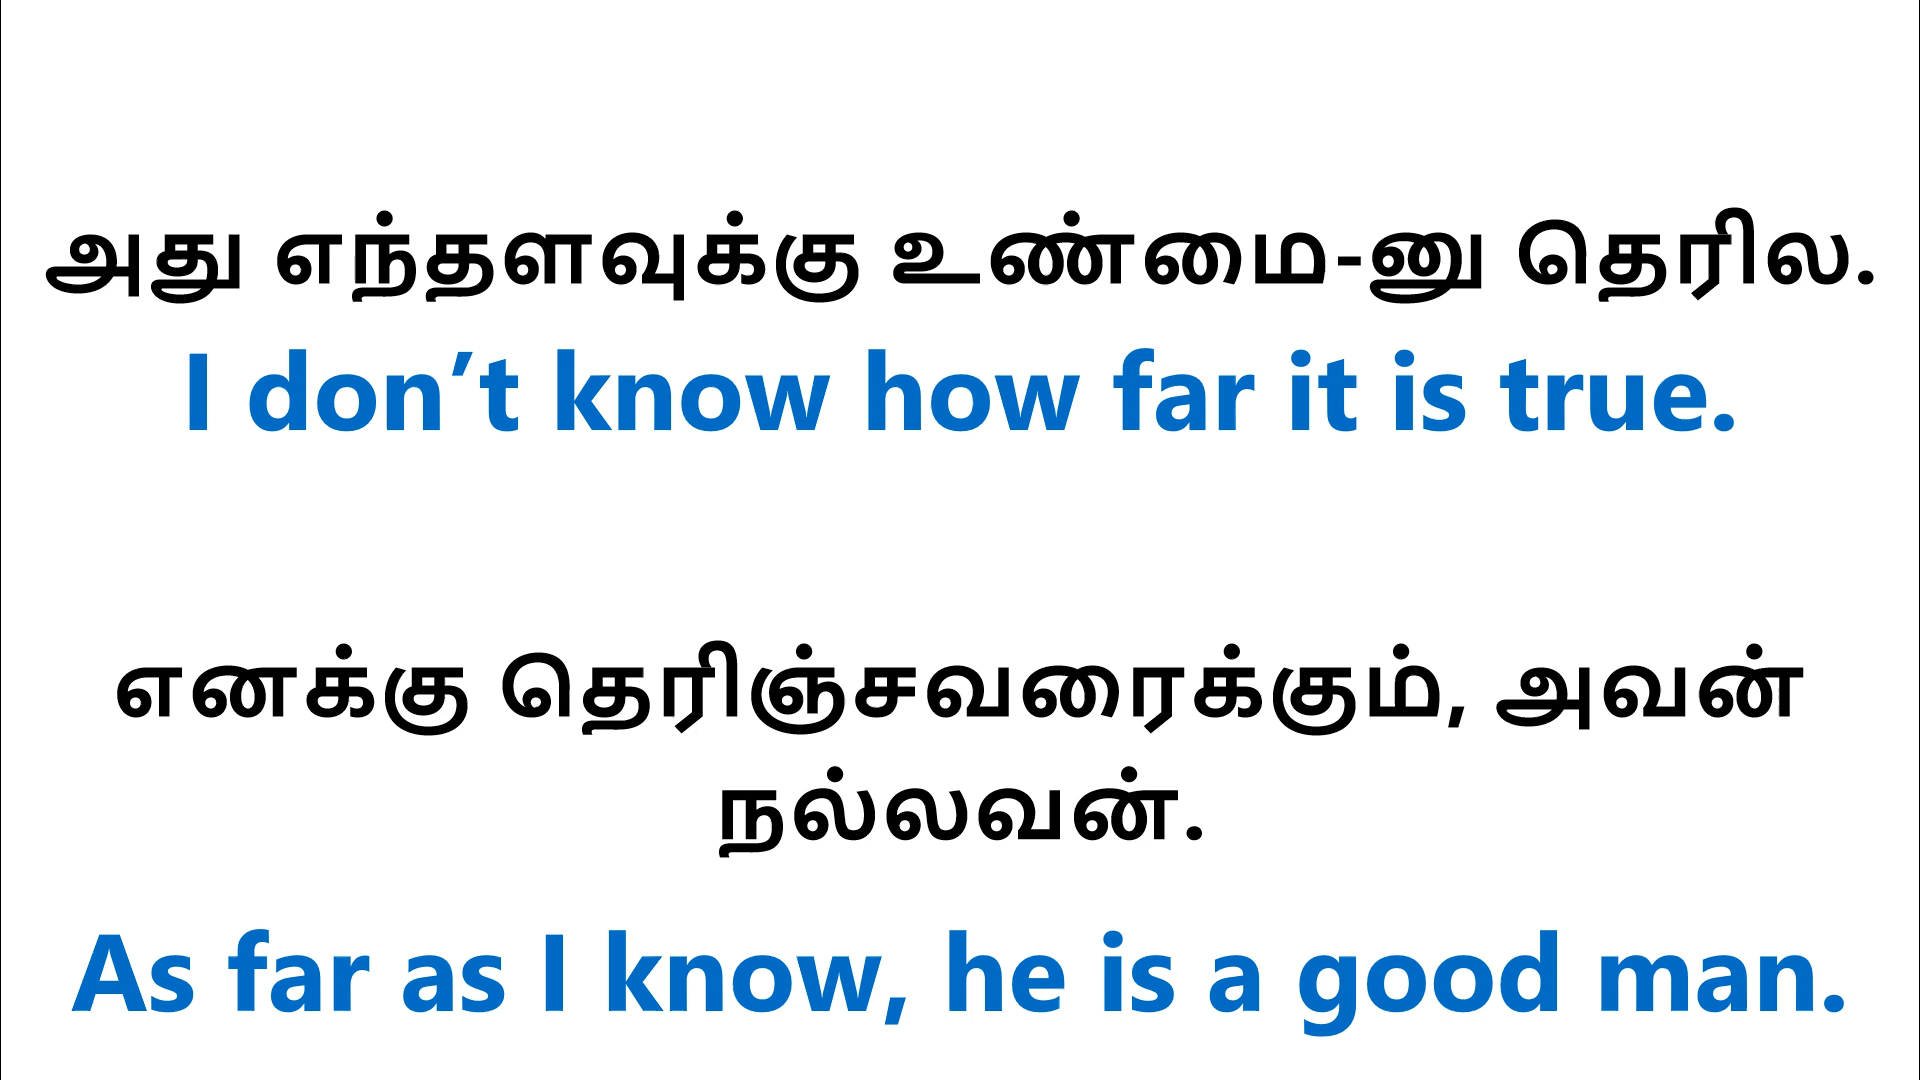 அது எந்தளவுக்கு உண்மை-னு தெரில.
I don’t know how far it is true.
எனக்கு தெரிஞ்சவரைக்கும், அவன்
நல்லவன்.
As far as I know, he is a good man.